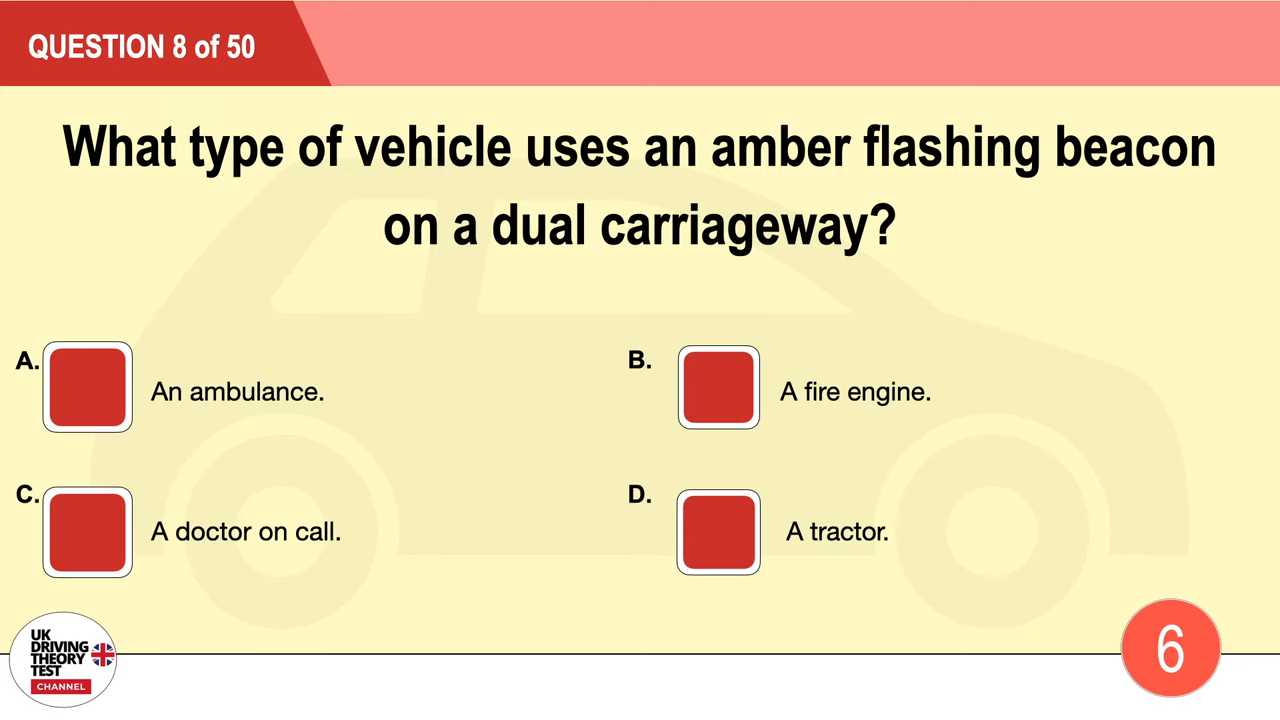 QUESTION 8 of 50
What type of vehicle uses an amber flashing beacon
on a dual carriageway?
A.
An ambulance.
B.
A fire engine.
C.
A doctor on call.
D.
A tractor.
UK
DRIVING
THEORY
TEST
CHANNEL
6